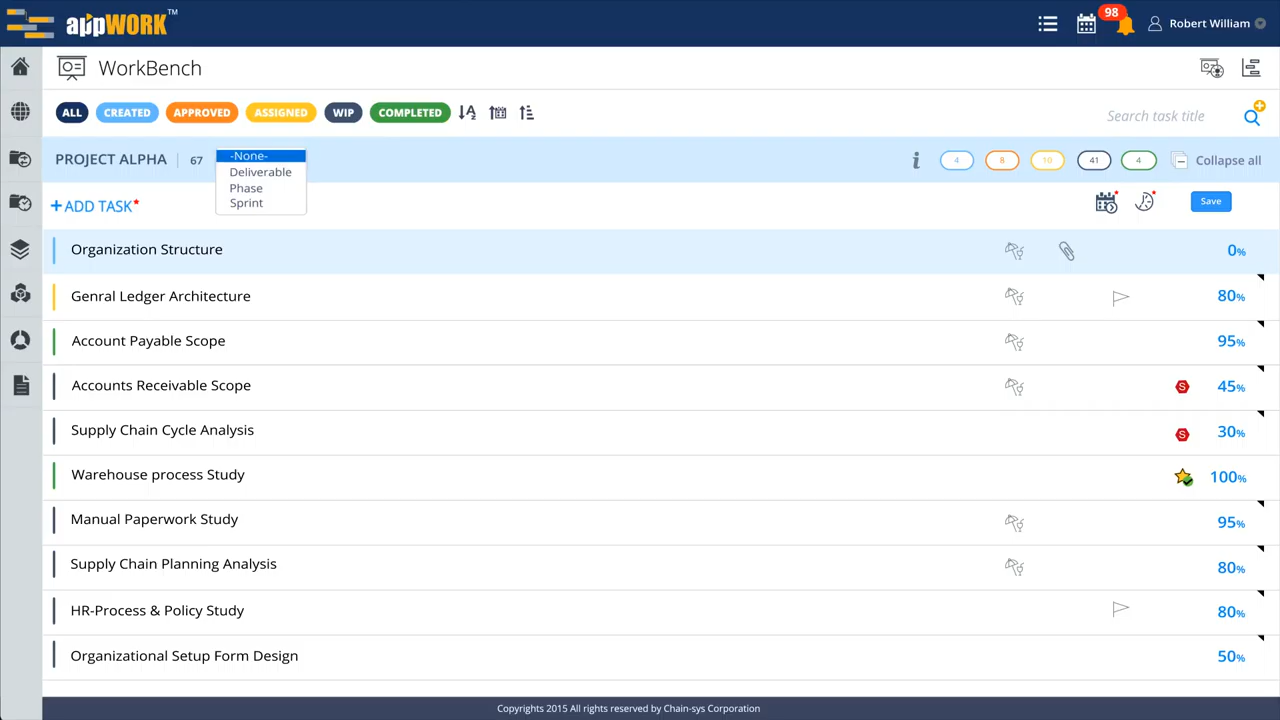 appWORK™
98
Robert William
WorkBench
ALL CREATED APPROVED ASSIGNED WIP COMPLETED
Search task title
PROJECT ALPHA 67
-None-
Deliverable
Phase
Sprint
4 8 10 41 4 Collapse all
+ ADD TASK*
Save
Organization Structure 0%
Genral Ledger Architecture 80%
Account Payable Scope 95%
Accounts Receivable Scope S 45%
Supply Chain Cycle Analysis S 30%
Warehouse process Study 100%
Manual Paperwork Study 95%
Supply Chain Planning Analysis 80%
HR-Process & Policy Study 80%
Organizational Setup Form Design 50%
Copyrights 2015 All rights reserved by Chain-sys Corporation